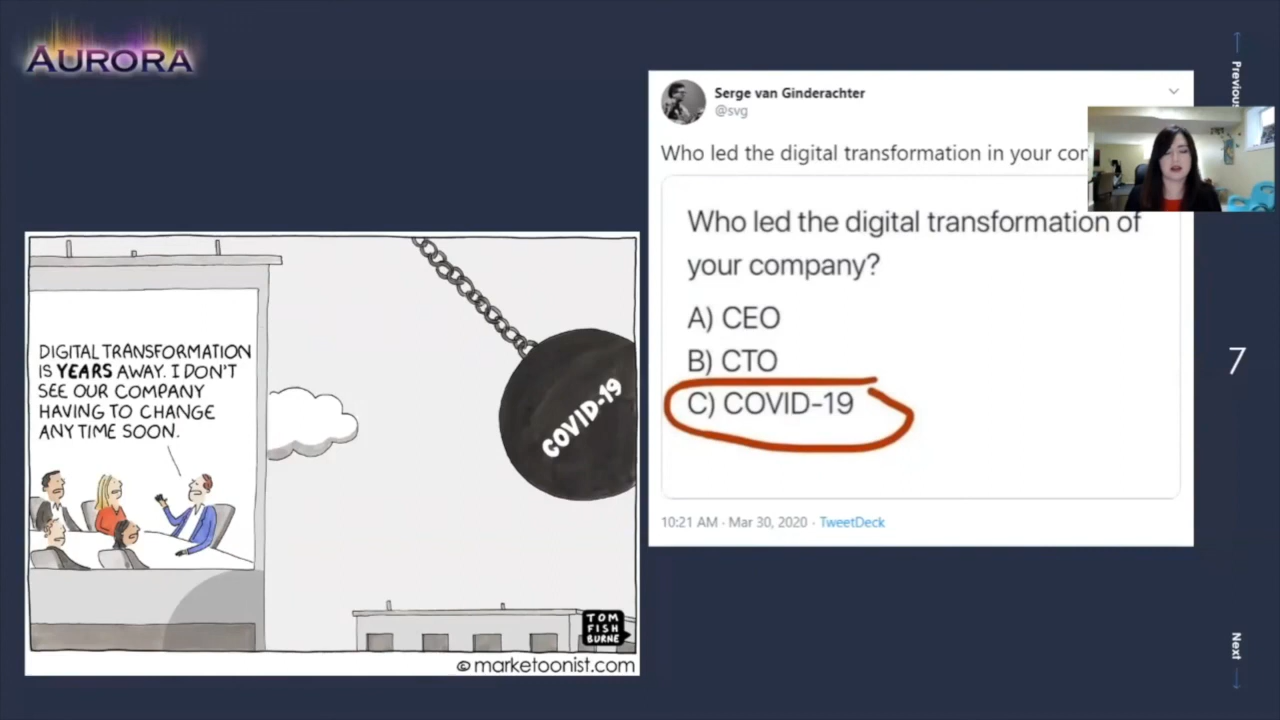 AURORA
DIGITAL TRANSFORMATION
IS YEARS AWAY. I DON'T
SEE OUR COMPANY
HAVING TO CHANGE
ANY TIME SOON.
COVID-19
TOM
FISH
BURNE
© marketoonist.com
Serge van Ginderachter
@svg
Who led the digital transformation in your
Who led the digital transformation of
your company?
A) CEO
B) CTO
C) COVID-19
10:21 AM · Mar 30, 2020 · TweetDeck
Previous
7
Next